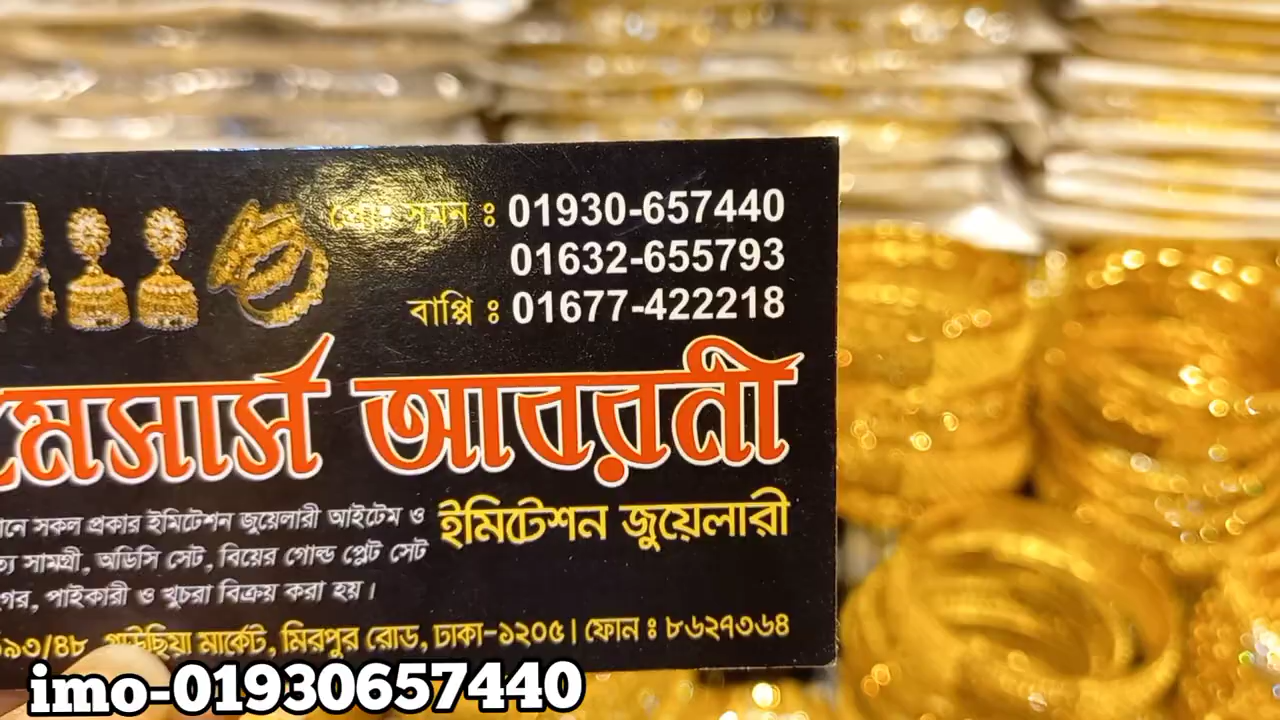 প্রোঃ সুমন : 01930-657440
01632-655793
বাপ্পি : 01677-422218
মেসার্স আবরনী
ইমিটেশন জুয়েলারী
সকল প্রকার ইমিটেশন জুয়েলারী আইটেম ও
সামগ্রী, অডিসি সেট, বিয়ের গোল্ড প্লেট সেট
পাইকারী ও খুচরা বিক্রয় করা হয়।
গাউছিয়া মার্কেট, মিরপুর রোড, ঢাকা-১২০৫। ফোন : ৮৬২৭৩৬৪
imo-01930657440